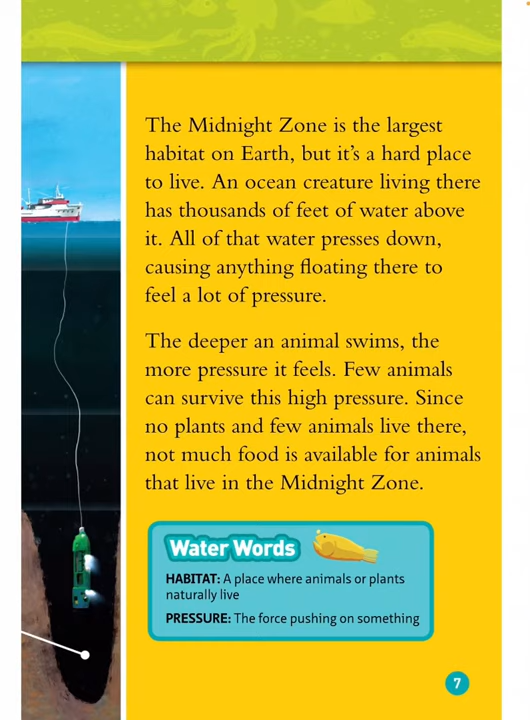 The Midnight Zone is the largest
habitat on Earth, but it’s a hard place
to live. An ocean creature living there
has thousands of feet of water above
it. All of that water presses down,
causing anything floating there to
feel a lot of pressure.
The deeper an animal swims, the
more pressure it feels. Few animals
can survive this high pressure. Since
no plants and few animals live there,
not much food is available for animals
that live in the Midnight Zone.
Water Words
HABITAT: A place where animals or plants
naturally live
PRESSURE: The force pushing on something
7